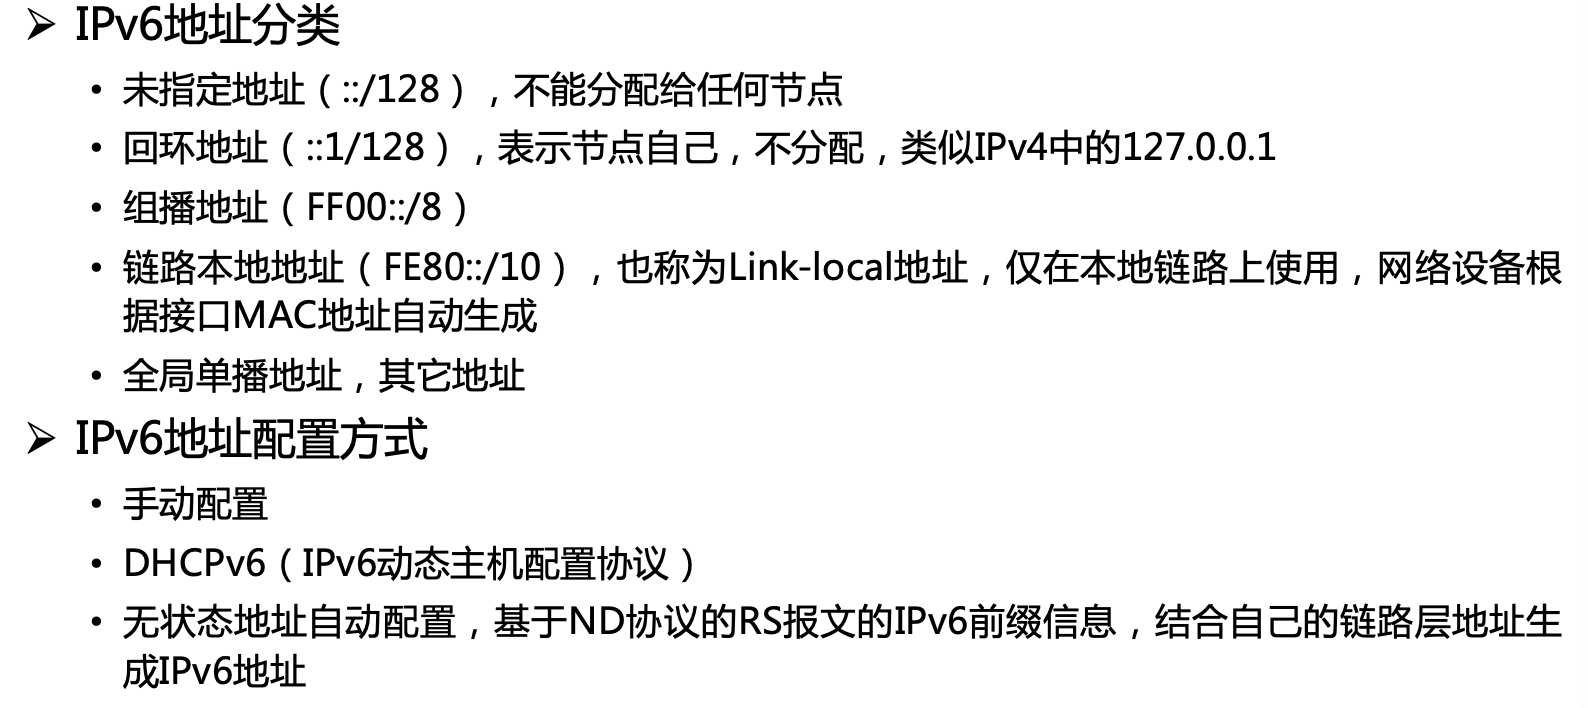 ➢ IPv6地址分类
• 未指定地址（::/128），不能分配给任何节点
• 回环地址（::1/128），表示节点自己，不分配，类似IPv4中的127.0.0.1
• 组播地址（FF00::/8）
• 链路本地地址（FE80::/10），也称为Link-local地址，仅在本地链路上使用，网络设备根
据接口MAC地址自动生成
• 全局单播地址，其它地址
➢ IPv6地址配置方式
• 手动配置
• DHCPv6（IPv6动态主机配置协议）
• 无状态地址自动配置，基于ND协议的RS报文的IPv6前缀信息，结合自己的链路层地址生
成IPv6地址